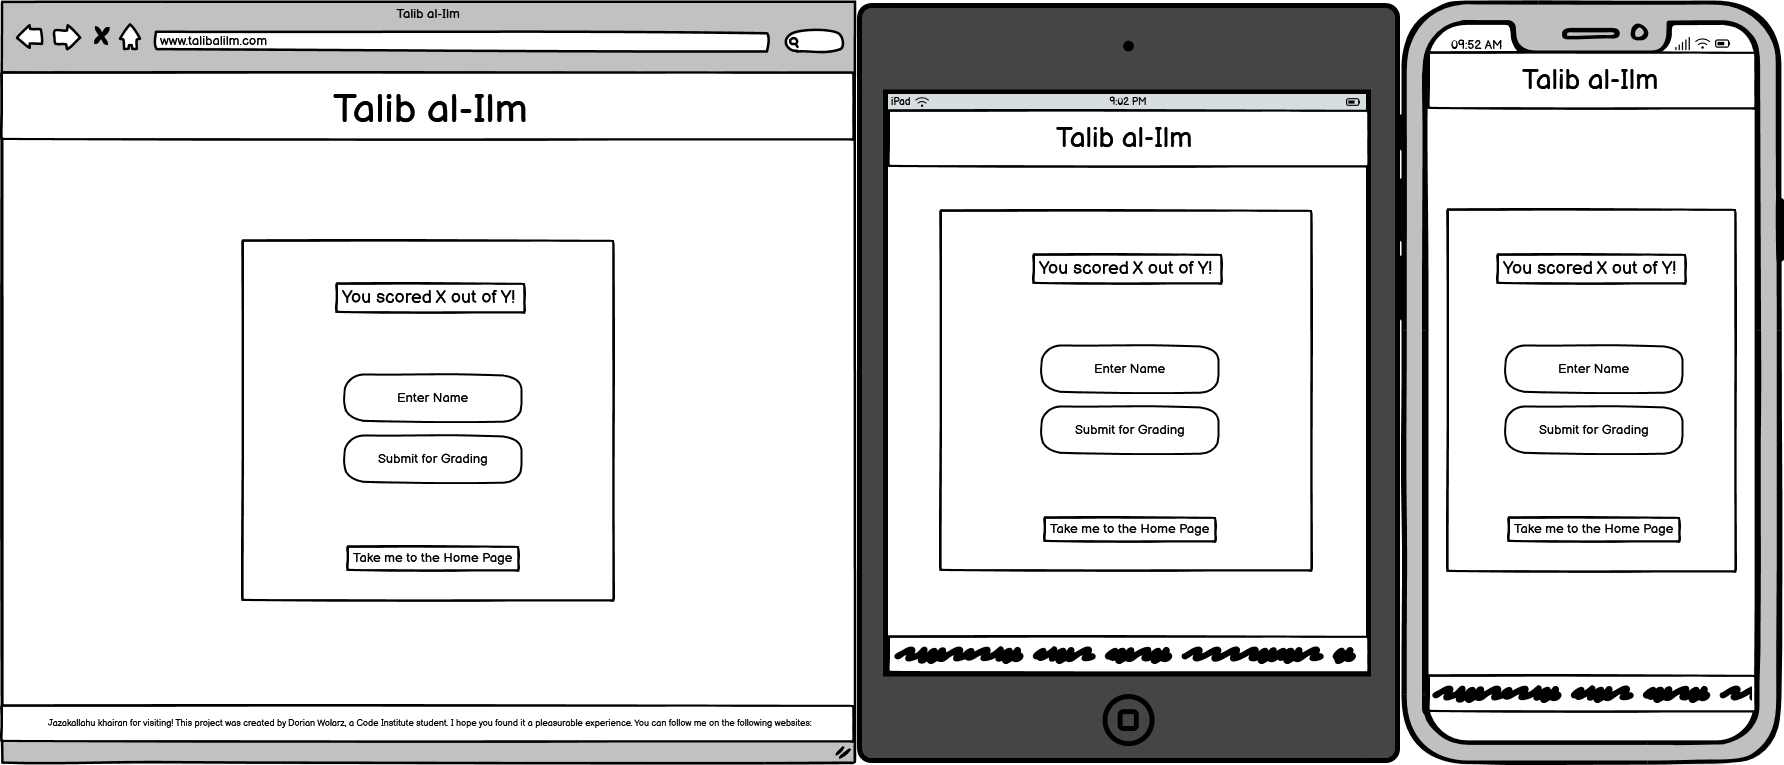 Talib al-Ilm
www.talibalilm.com
Talib al-Ilm
You scored X out of Y!
Enter Name
Submit for Grading
Take me to the Home Page
Jazakallahu khairan for visiting! This project was created by Dorian Wolarz, a Code Institute student. I hope you found it a pleasurable experience. You can follow me on the following websites:
iPad
9:02 PM
Talib al-Ilm
You scored X out of Y!
Enter Name
Submit for Grading
Take me to the Home Page
09:52 AM
Talib al-Ilm
You scored X out of Y!
Enter Name
Submit for Grading
Take me to the Home Page